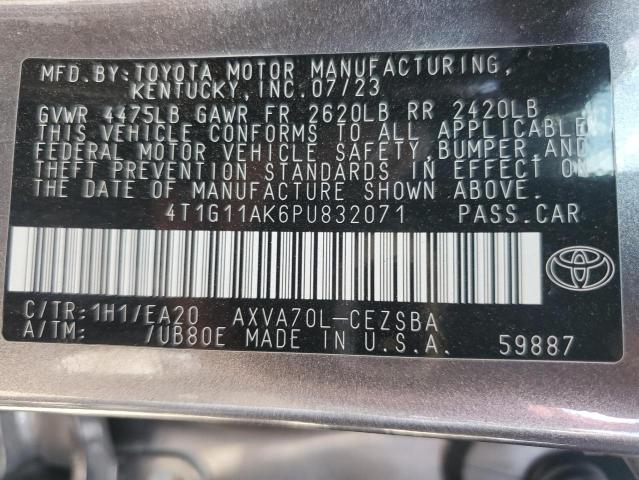 MFD. BY: TOYOTA MOTOR MANUFACTURING,
KENTUCKY, INC. 07/23
GVWR 4475LB GAWR FR 2620LB RR 2420LB
THIS VEHICLE CONFORMS TO ALL APPLICABLE
FEDERAL MOTOR VEHICLE SAFETY, BUMPER AND
THEFT PREVENTION STANDARDS IN EFFECT ON
THE DATE OF MANUFACTURE SHOWN ABOVE.
4T1G11AK6PU832071 PASS.CAR
C/TR: 1H1/EA20 AXVA70L-CEZSBA
A/TM: /UB80E MADE IN U.S.A. 59887